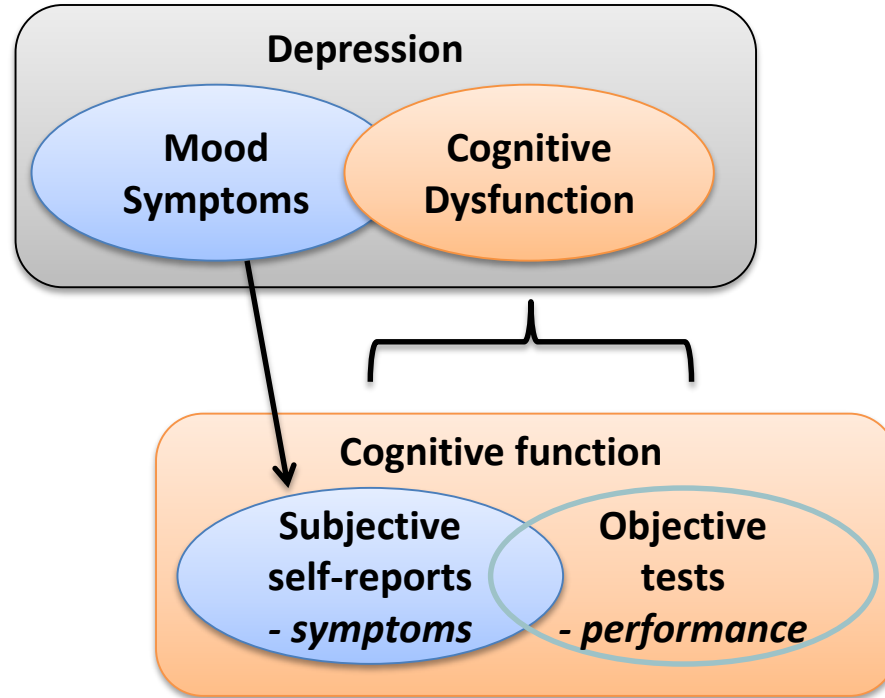 Depression
Mood
Symptoms
Cognitive
Dysfunction
Cognitive function
Subjective
self-reports
- symptoms
Objective
tests
- performance